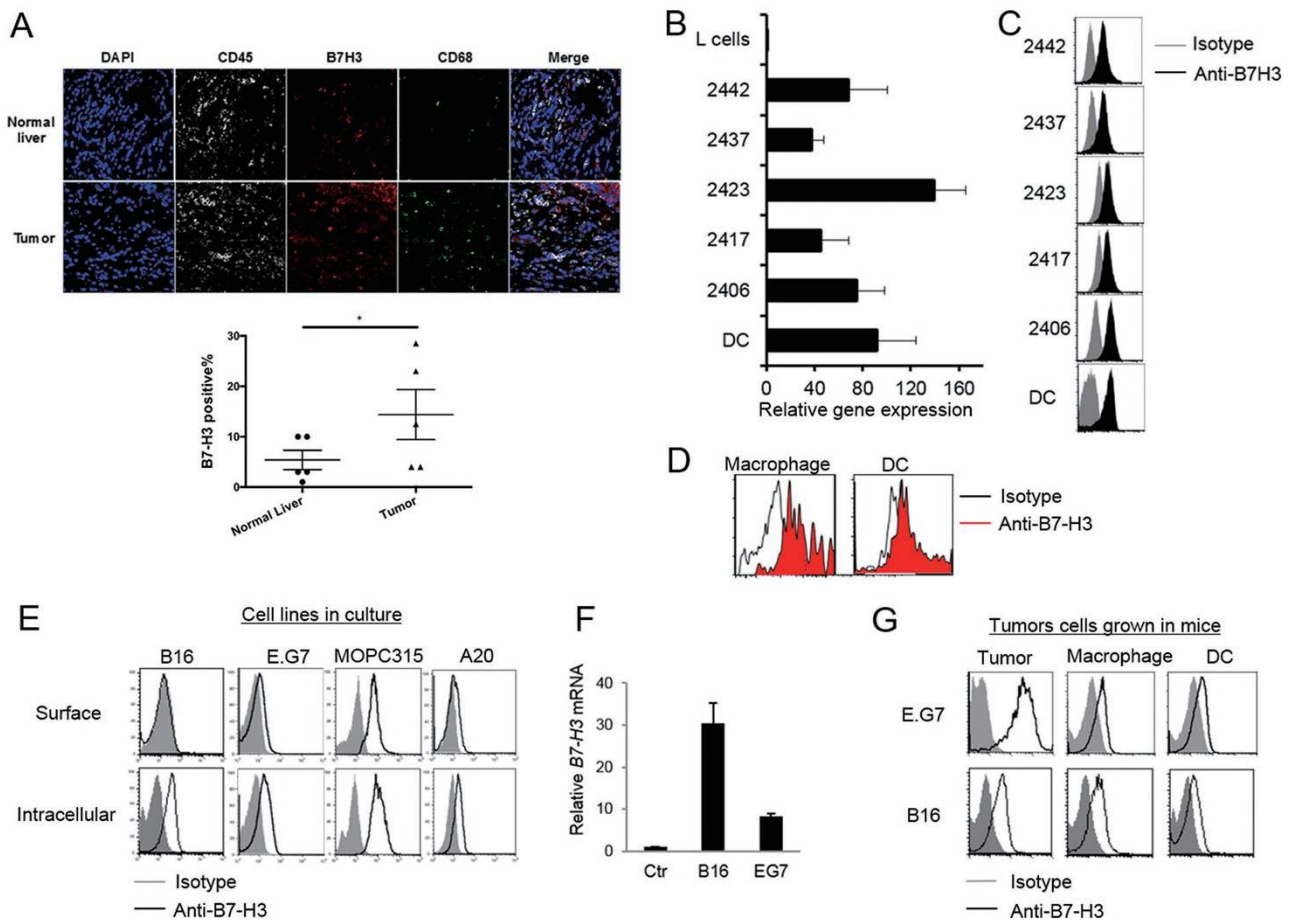 A
DAPI CD45 B7H3 CD68 Merge
Normal
liver
Tumor
*
B7-H3 positive%
30
20
10
0
Normal Liver Tumor
B
L cells
2442
2437
2423
2417
2406
DC
0 40 80 120 160
Relative gene expression
C
2442
2437
2423
2417
2406
DC
Isotype
Anti-B7H3
D
Macrophage DC
Isotype
Anti-B7-H3
E
Cell lines in culture
B16 E.G7 MOPC315 A20
Surface
Intracellular
Isotype
Anti-B7-H3
F
Relative B7-H3 mRNA
40
30
20
10
0
Ctr B16 EG7
G
Tumors cells grown in mice
Tumor Macrophage DC
E.G7
B16
Isotype
Anti-B7-H3